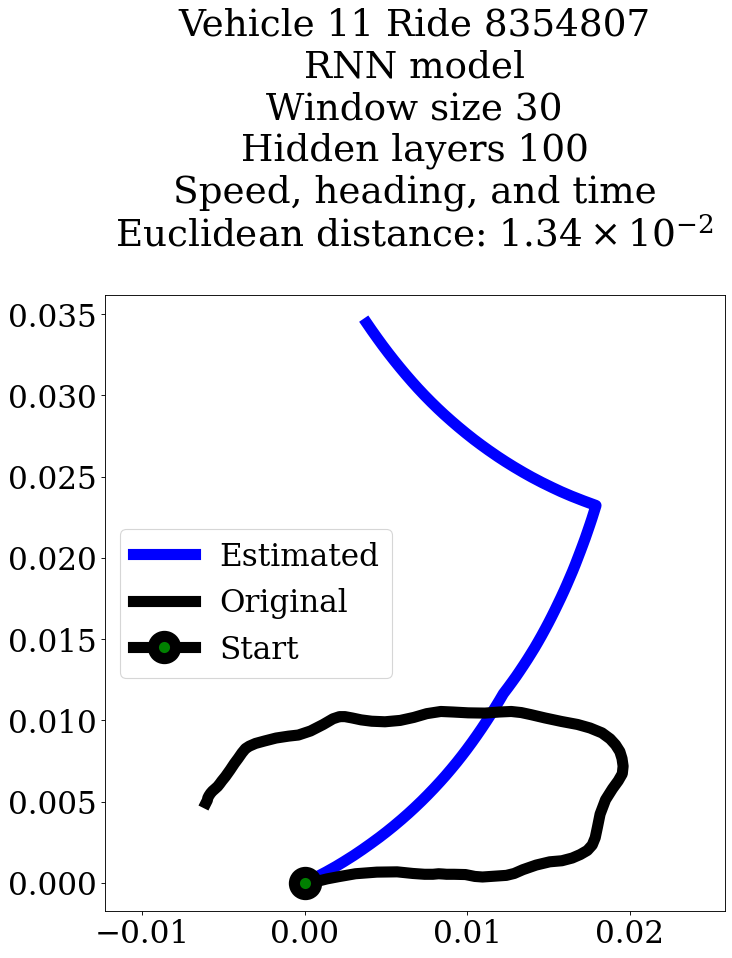 Vehicle 11 Ride 8354807
RNN model
Window size 30
Hidden layers 100
Speed, heading, and time
Euclidean distance: 1.34 × 10⁻²
0.035
0.030
0.025
0.020
0.015
0.010
0.005
0.000
Estimated
Original
Start
−0.01
0.00
0.01
0.02